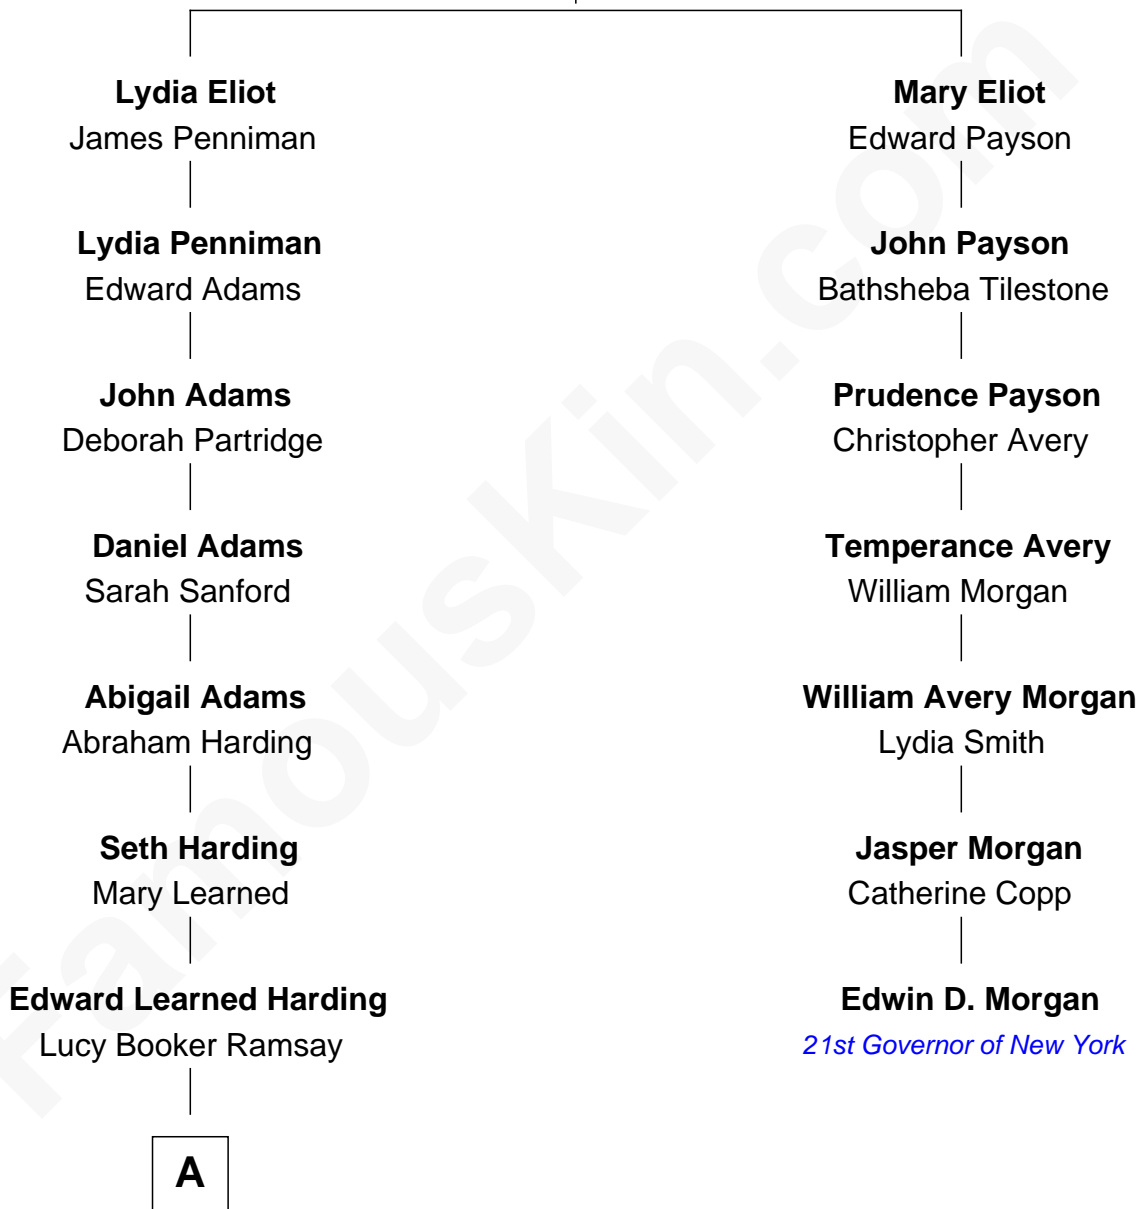 Lydia Eliot
James Penniman
Mary Eliot
Edward Payson
Lydia Penniman
Edward Adams
John Payson
Bathsheba Tilestone
John Adams
Deborah Partridge
Prudence Payson
Christopher Avery
Daniel Adams
Sarah Sanford
Temperance Avery
William Morgan
Abigail Adams
Abraham Harding
William Avery Morgan
Lydia Smith
Seth Harding
Mary Learned
Jasper Morgan
Catherine Copp
Edward Learned Harding
Lucy Booker Ramsay
Edwin D. Morgan
21st Governor of New York
A
FamousKin.com